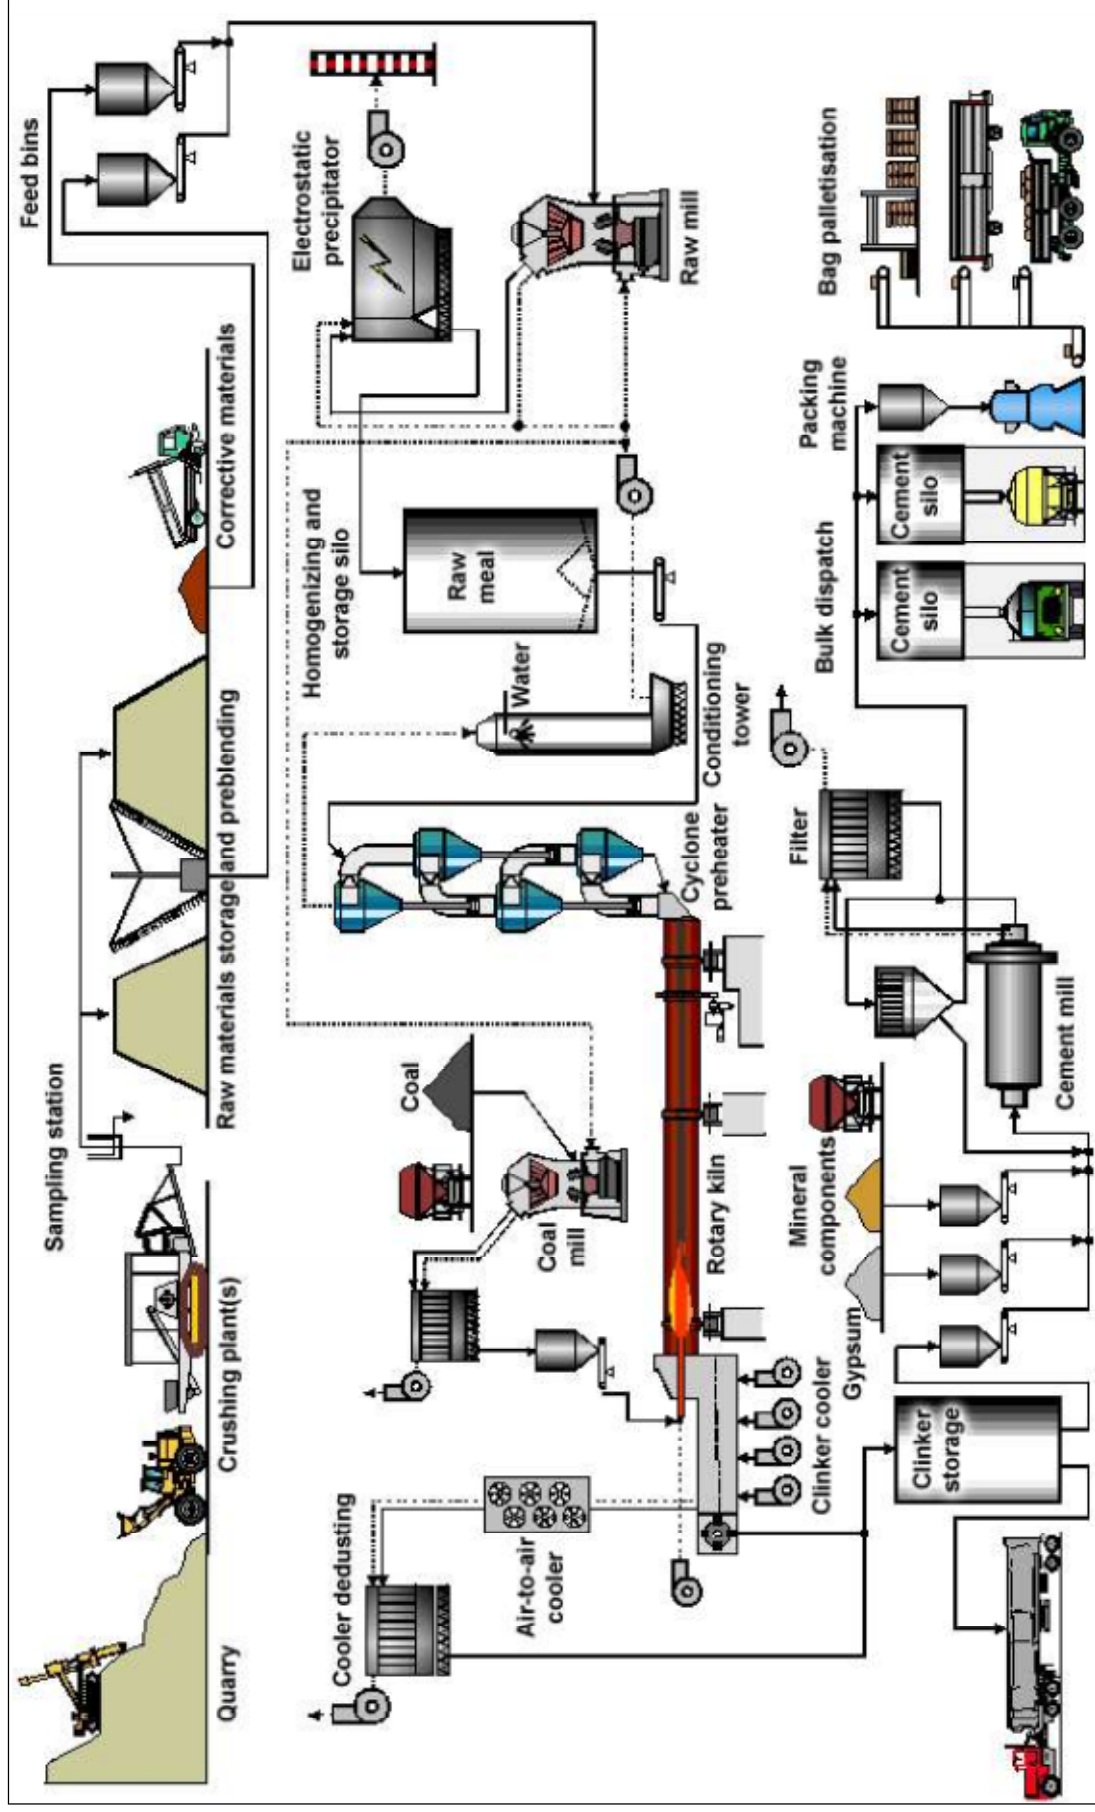 Quarry
Crushing plant(s)
Sampling station
Raw materials storage and preblending
Corrective materials
Feed bins
Cooler dedusting
Air-to-air
cooler
Coal
mill
Coal
Homogenizing and
storage silo
Water
Raw
meal
Electrostatic
precipitator
Raw mill
Clinker cooler
Rotary kiln
Cyclone
preheater
Conditioning
tower
Clinker
storage
Gypsum
Mineral
components
Cement mill
Filter
Bulk dispatch
Cement
silo
Cement
silo
Packing
machine
Bag palletisation